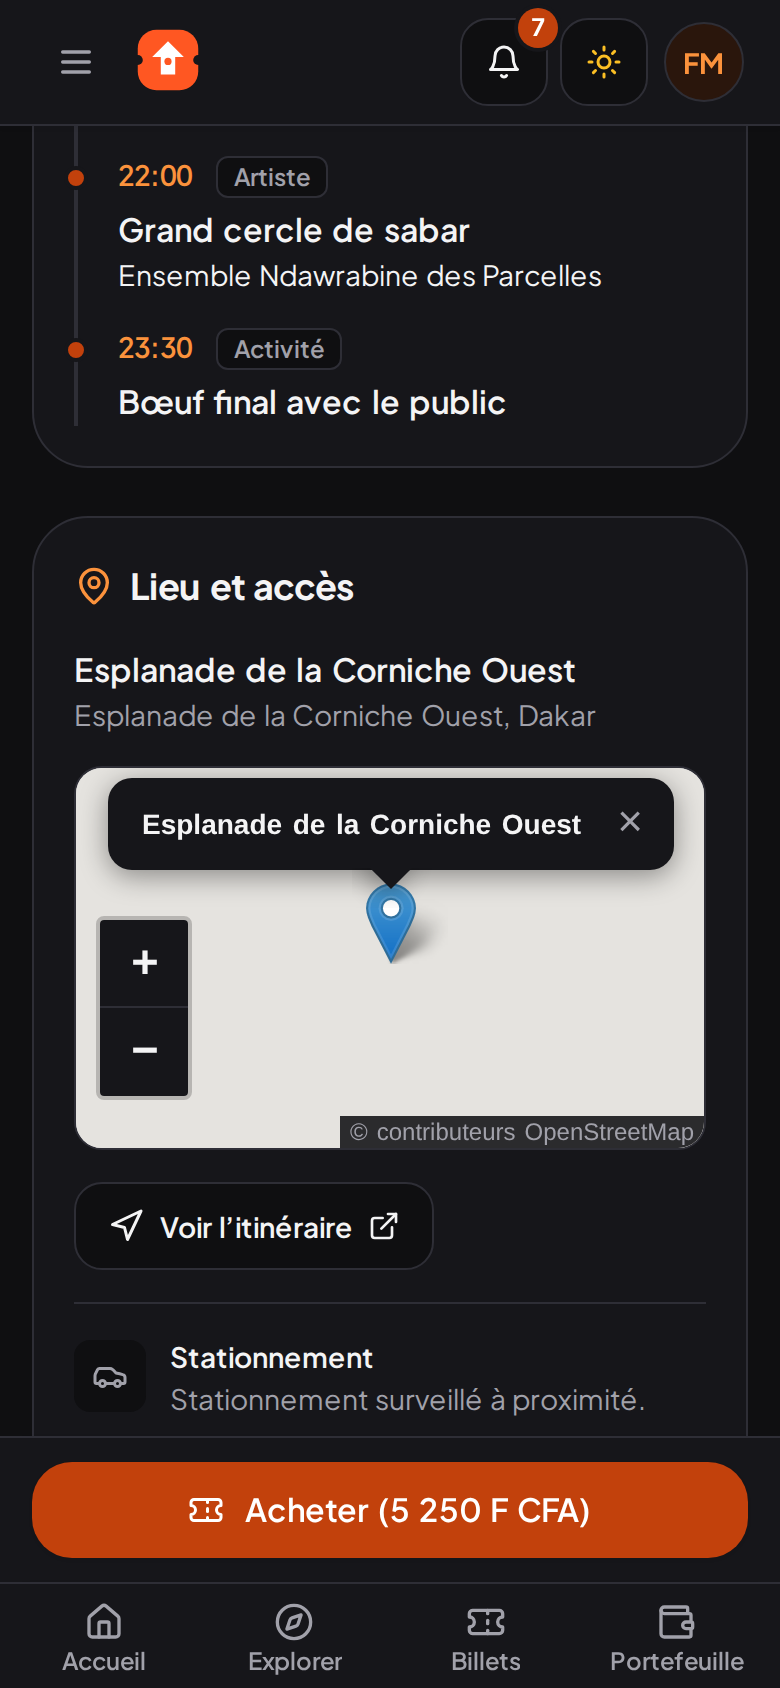 7
FM
22:00 Artiste
Grand cercle de sabar
Ensemble Ndawrabine des Parcelles
23:30 Activité
Bœuf final avec le public
Lieu et accès
Esplanade de la Corniche Ouest
Esplanade de la Corniche Ouest, Dakar
Esplanade de la Corniche Ouest ×
+
−
© contributeurs OpenStreetMap
Voir l’itinéraire
Stationnement
Stationnement surveillé à proximité.
Acheter (5 250 F CFA)
Accueil Explorer Billets Portefeuille